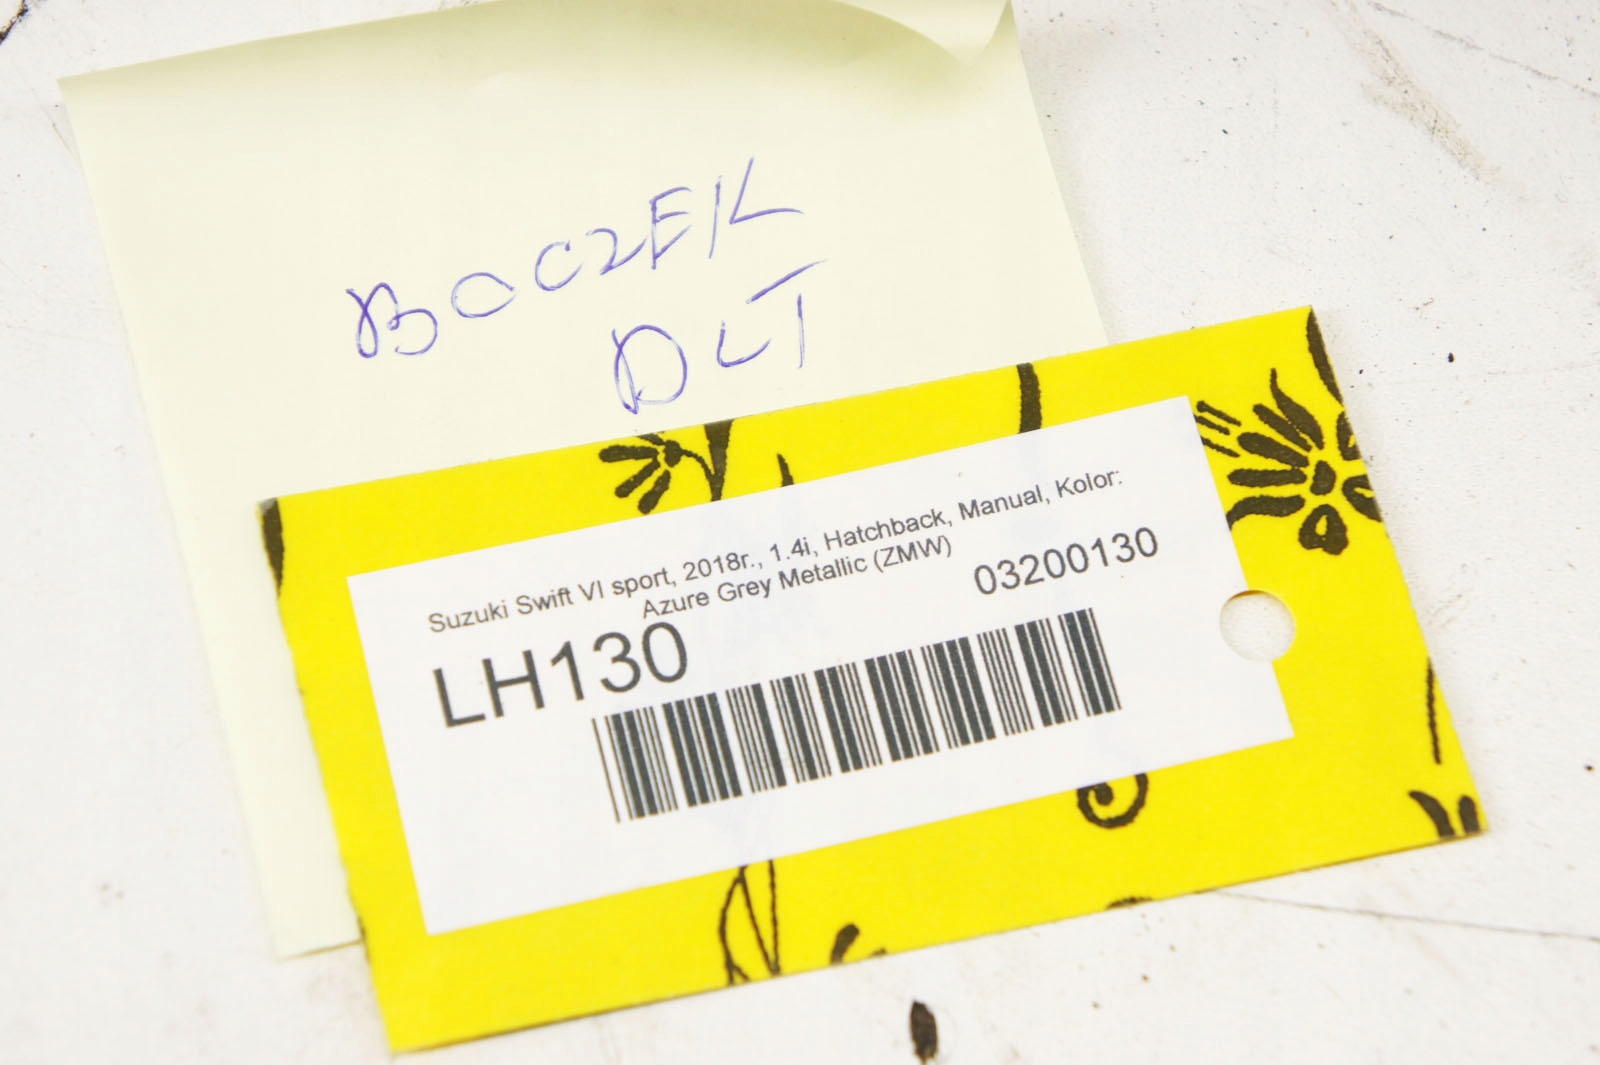 BOCZEK
DLT
Suzuki Swift VI sport, 2018r., 1.4i, Hatchback, Manual, Kolor:
Azure Grey Metallic (ZMW)
LH130
03200130